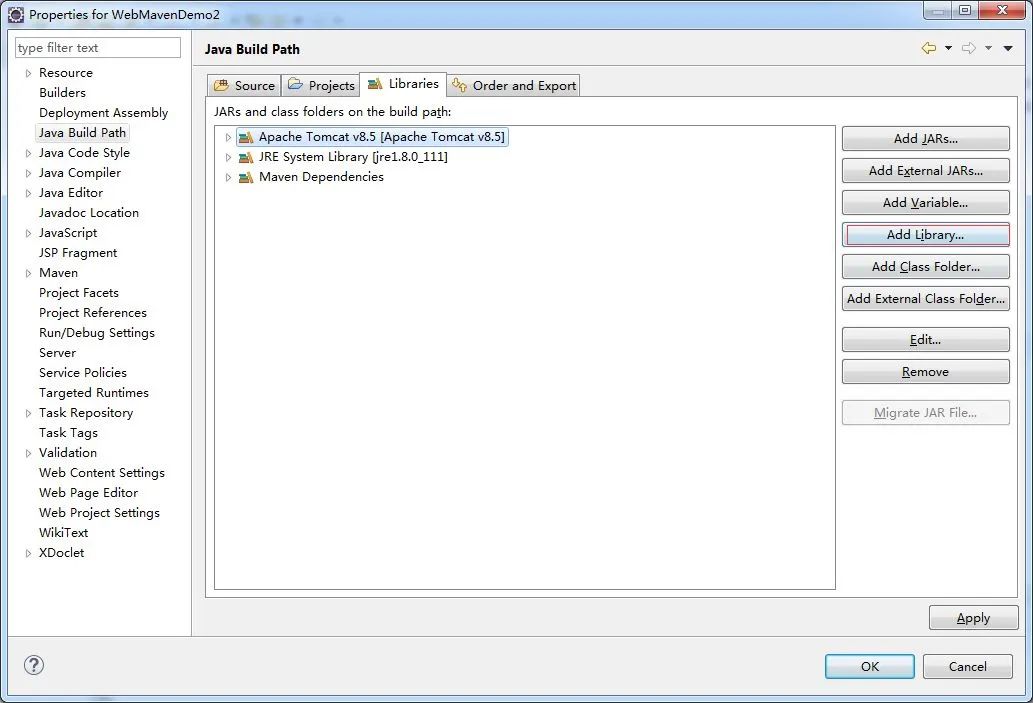 Properties for WebMavenDemo2
type filter text
Resource
Builders
Deployment Assembly
Java Build Path
Java Code Style
Java Compiler
Java Editor
Javadoc Location
JavaScript
JSP Fragment
Maven
Project Facets
Project References
Run/Debug Settings
Server
Service Policies
Targeted Runtimes
Task Repository
Task Tags
Validation
Web Content Settings
Web Page Editor
Web Project Settings
WikiText
XDoclet
Java Build Path
Source Projects Libraries Order and Export
JARs and class folders on the build path:
Apache Tomcat v8.5 [Apache Tomcat v8.5]
JRE System Library [jre1.8.0_111]
Maven Dependencies
Add JARs...
Add External JARs...
Add Variable...
Add Library...
Add Class Folder...
Add External Class Folder...
Edit...
Remove
Migrate JAR File...
Apply
OK Cancel